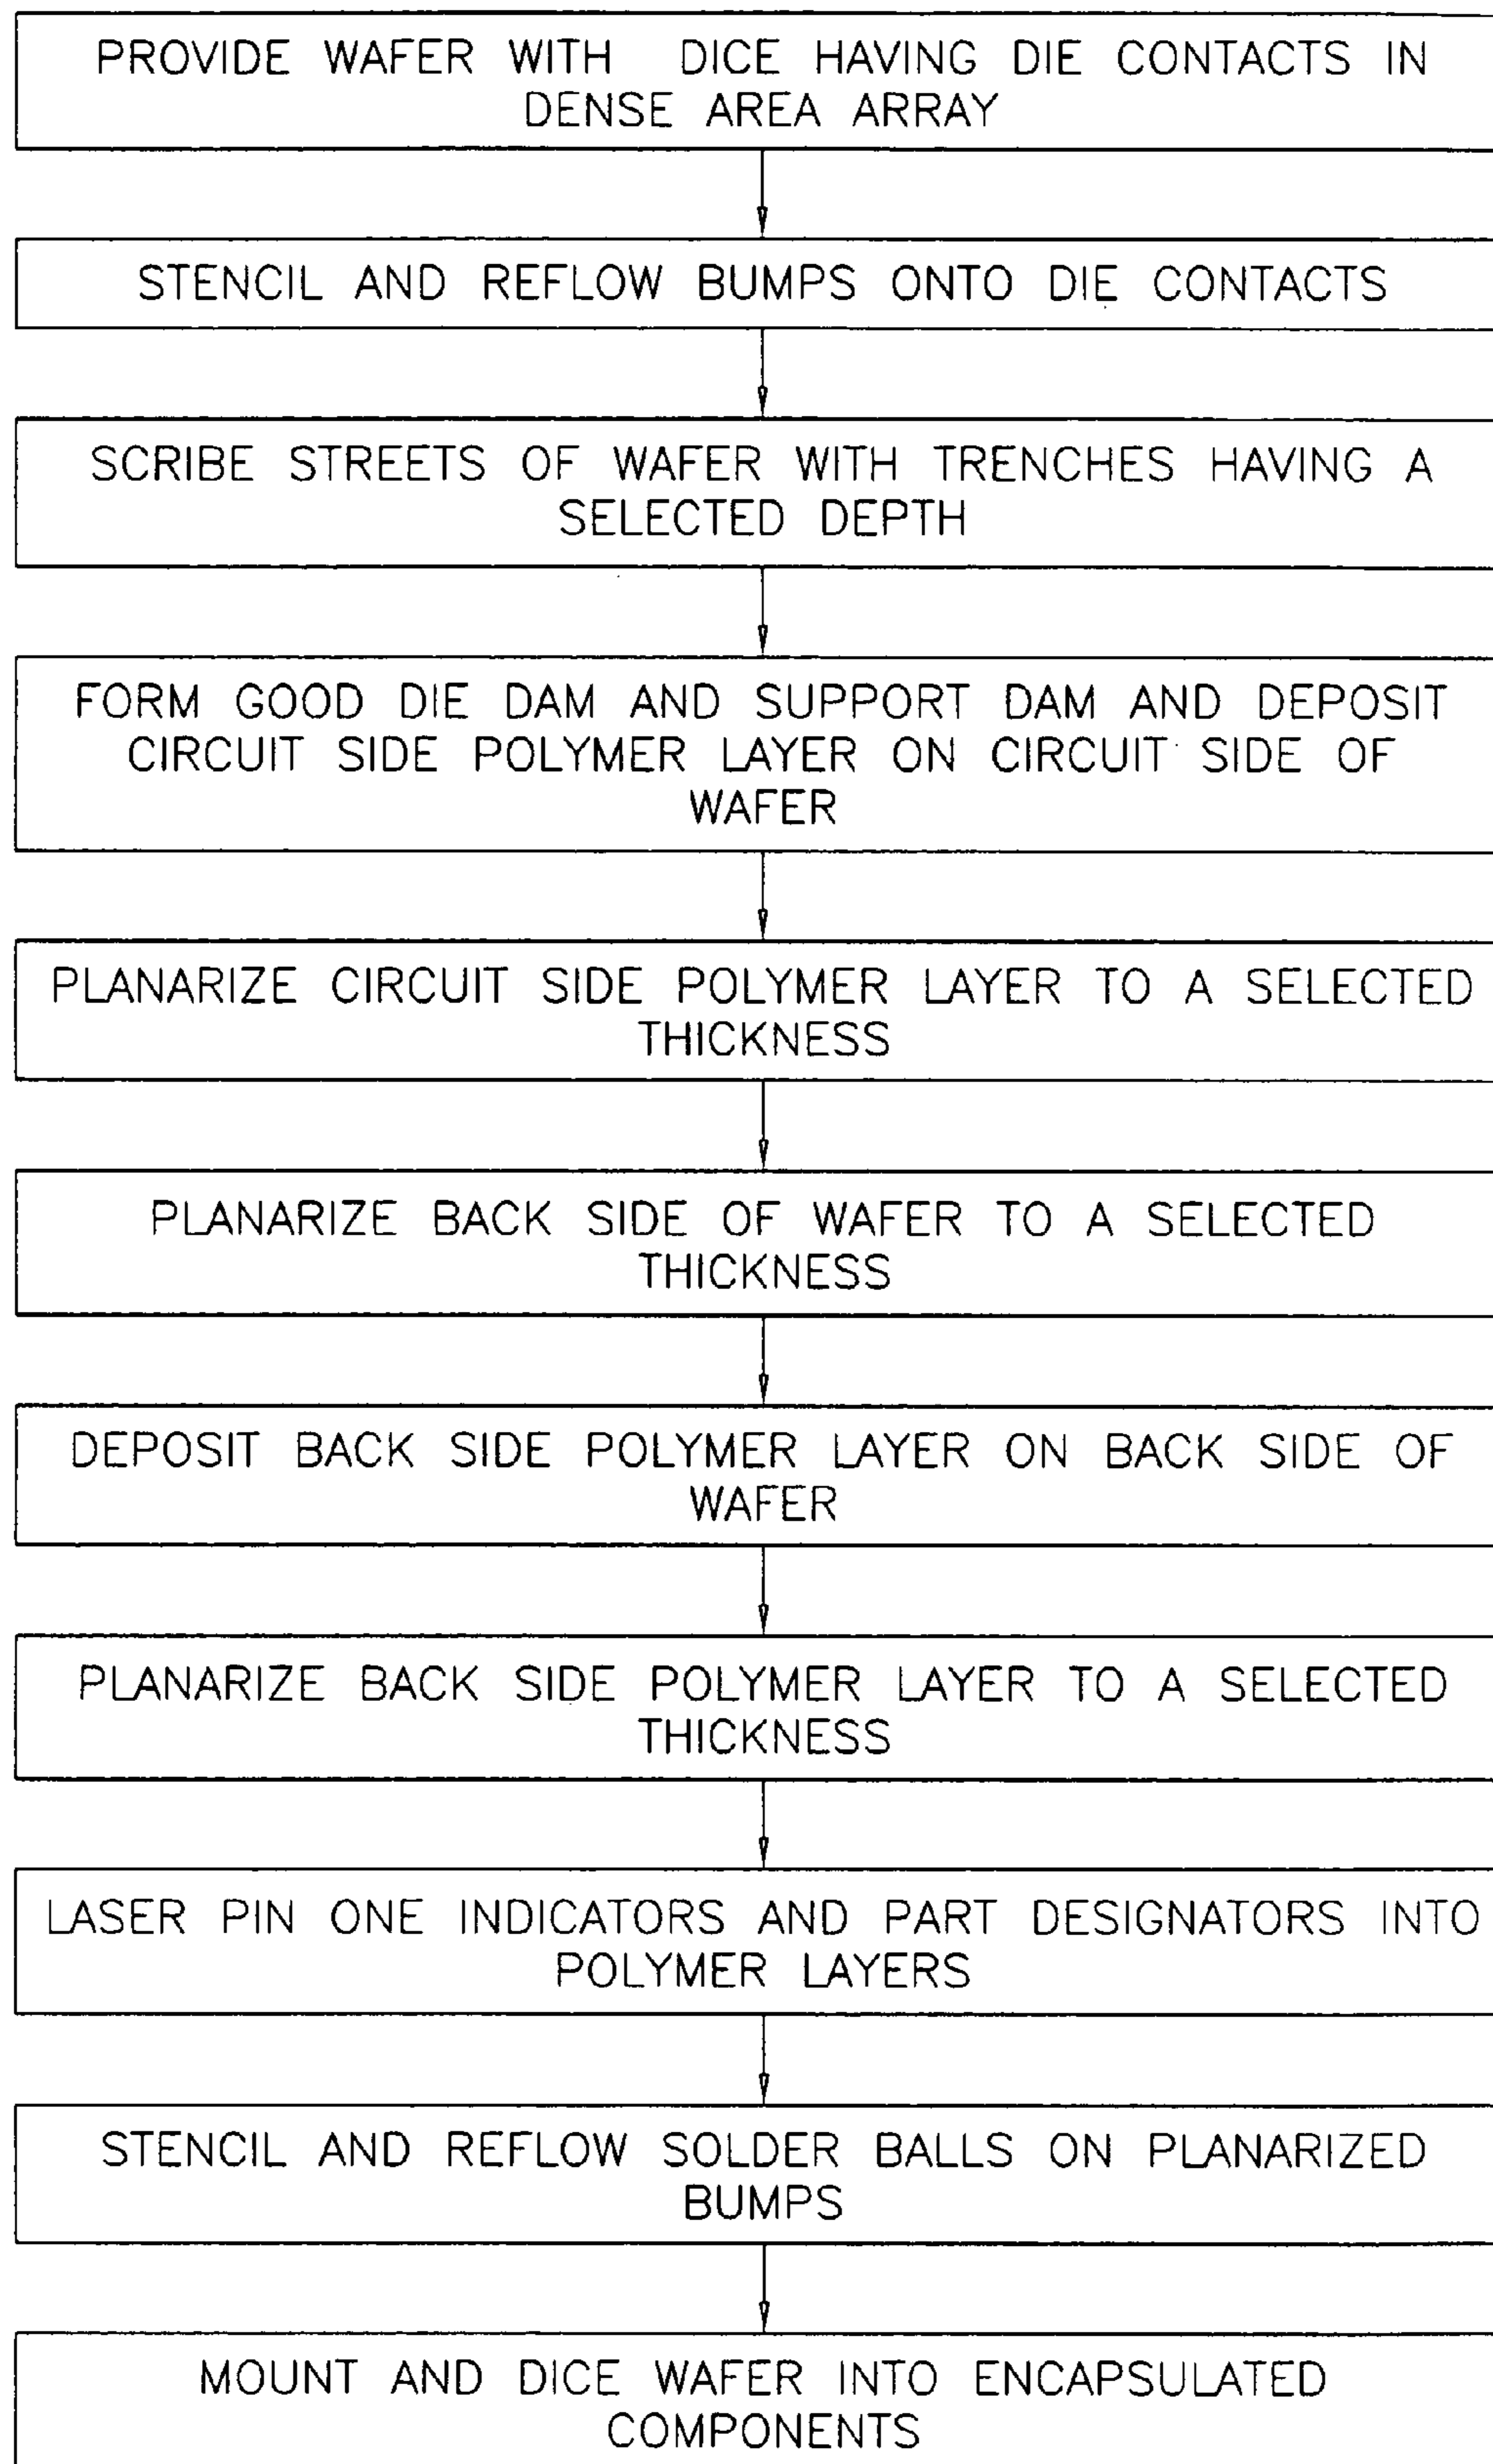 PROVIDE WAFER WITH DICE HAVING DIE CONTACTS IN
DENSE AREA ARRAY
STENCIL AND REFLOW BUMPS ONTO DIE CONTACTS
SCRIBE STREETS OF WAFER WITH TRENCHES HAVING A
SELECTED DEPTH
FORM GOOD DIE DAM AND SUPPORT DAM AND DEPOSIT
CIRCUIT SIDE POLYMER LAYER ON CIRCUIT SIDE OF
WAFER
PLANARIZE CIRCUIT SIDE POLYMER LAYER TO A SELECTED
THICKNESS
PLANARIZE BACK SIDE OF WAFER TO A SELECTED
THICKNESS
DEPOSIT BACK SIDE POLYMER LAYER ON BACK SIDE OF
WAFER
PLANARIZE BACK SIDE POLYMER LAYER TO A SELECTED
THICKNESS
LASER PIN ONE INDICATORS AND PART DESIGNATORS INTO
POLYMER LAYERS
STENCIL AND REFLOW SOLDER BALLS ON PLANARIZED
BUMPS
MOUNT AND DICE WAFER INTO ENCAPSULATED
COMPONENTS